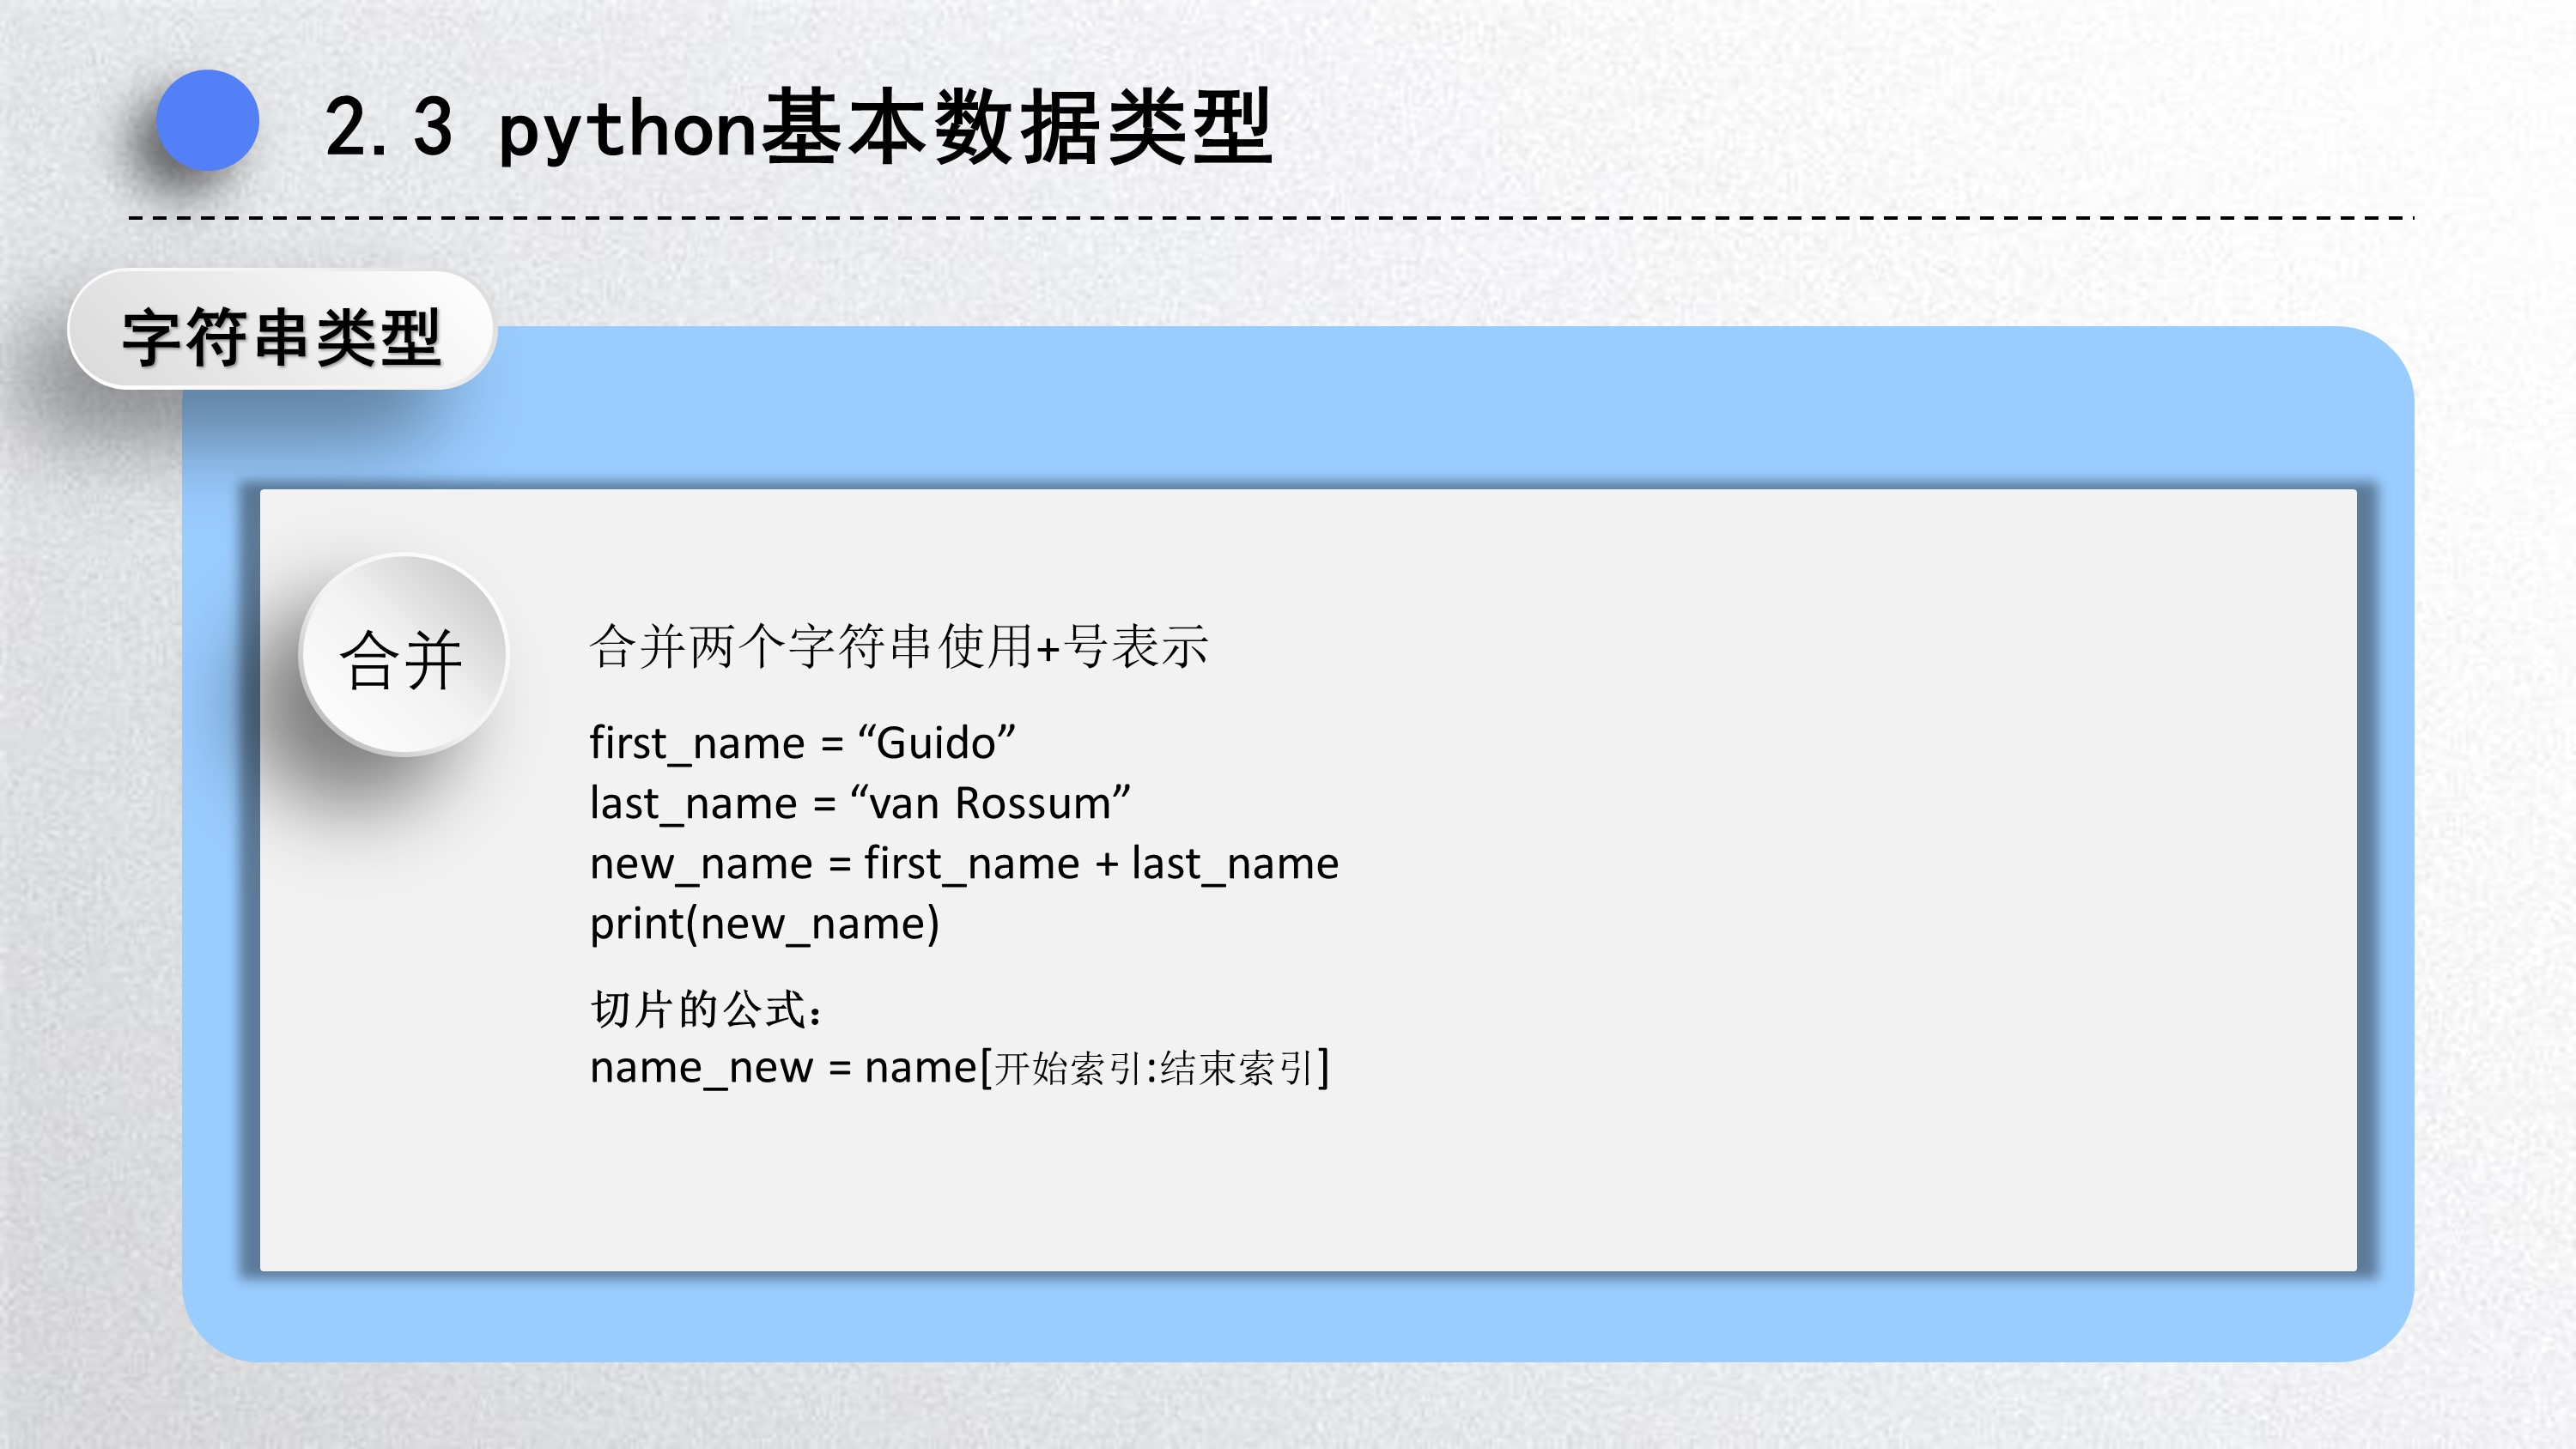 2.3 python基本数据类型
字符串类型
合并
合并两个字符串使用+号表示
first_name = “Guido”
last_name = “van Rossum”
new_name = first_name + last_name
print(new_name)
切片的公式：
name_new = name[开始索引:结束索引]